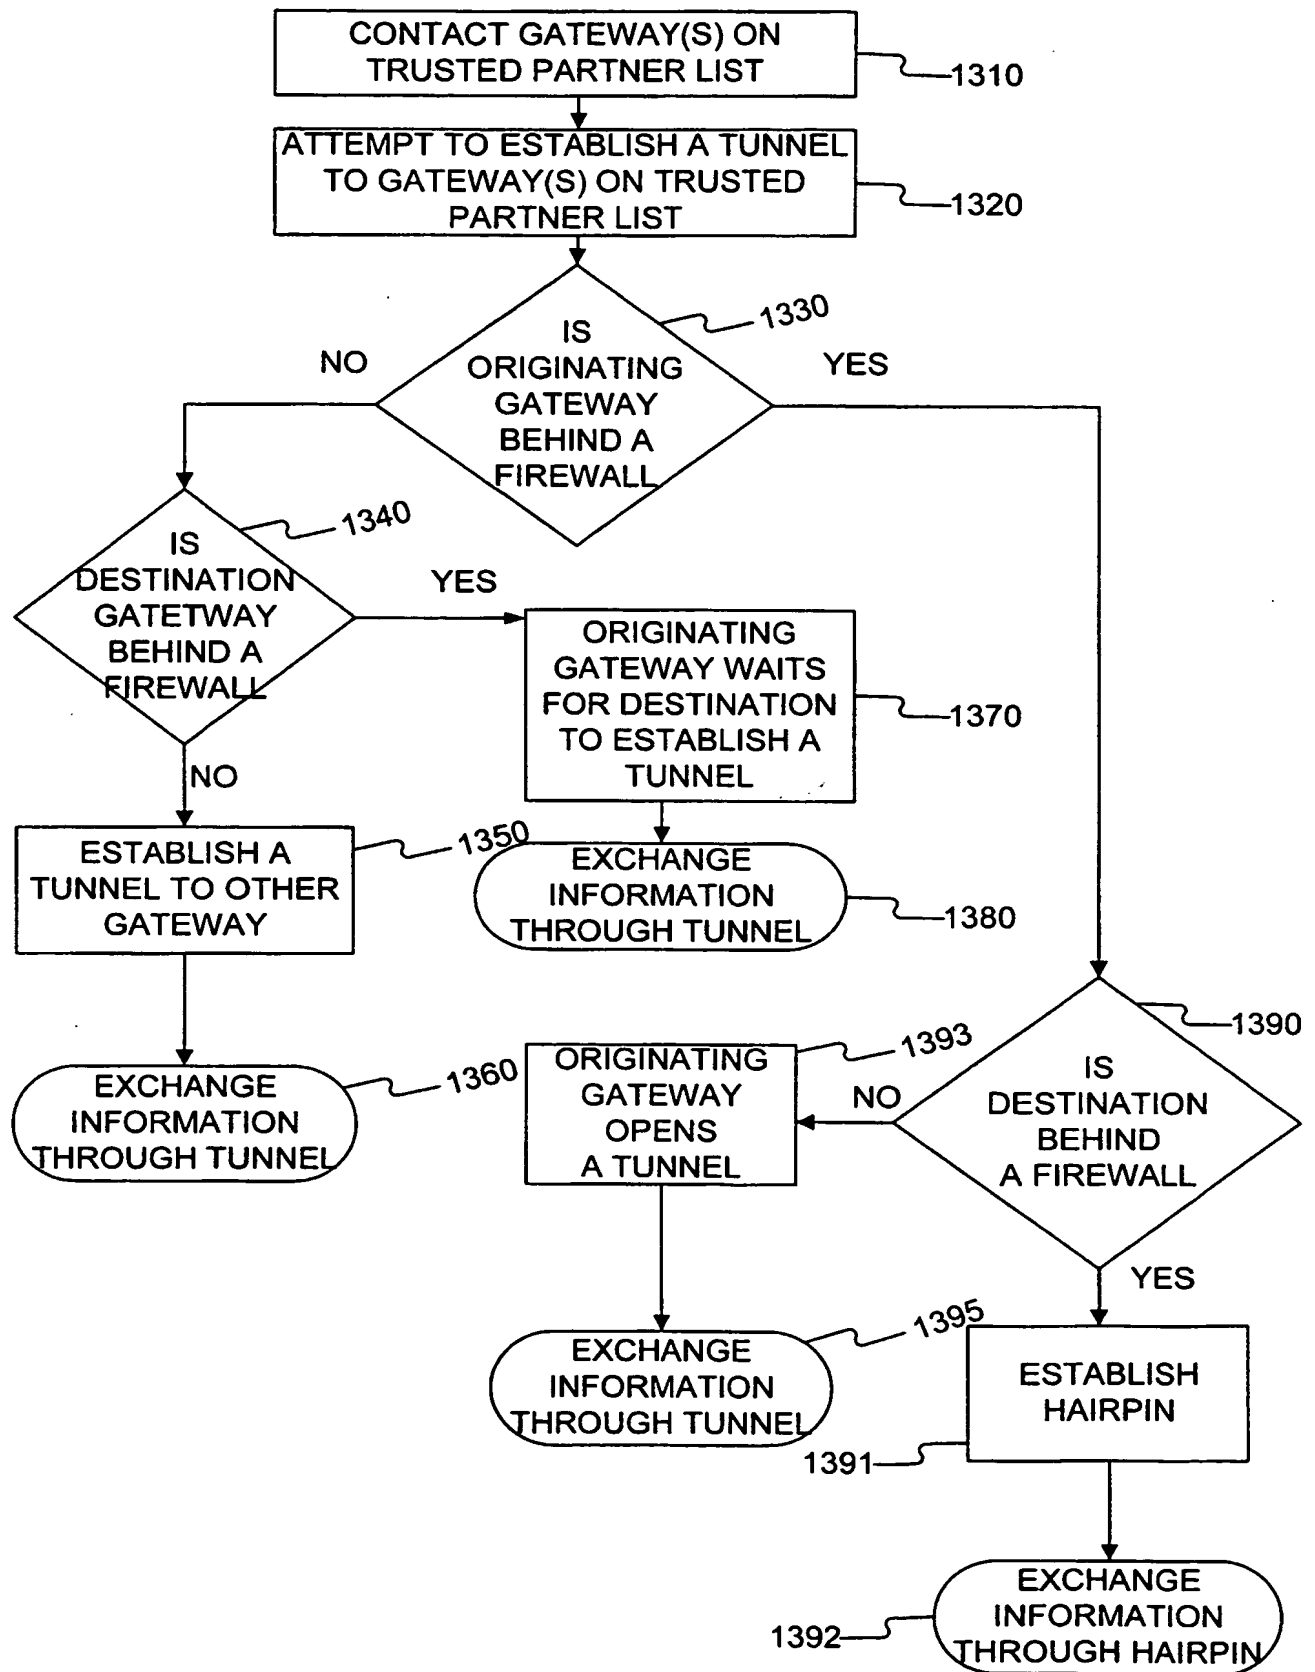 CONTACT GATEWAY(S) ON
TRUSTED PARTNER LIST
1310
ATTEMPT TO ESTABLISH A TUNNEL
TO GATEWAY(S) ON TRUSTED
PARTNER LIST
1320
1330
IS
ORIGINATING
GATEWAY
BEHIND A
FIREWALL
NO
YES
1340
IS
DESTINATION
GATETWAY
BEHIND A
FIREWALL
YES
NO
ORIGINATING
GATEWAY WAITS
FOR DESTINATION
TO ESTABLISH A
TUNNEL
1370
1350
ESTABLISH A
TUNNEL TO OTHER
GATEWAY
EXCHANGE
INFORMATION
THROUGH TUNNEL
1380
1360
EXCHANGE
INFORMATION
THROUGH TUNNEL
1390
IS
DESTINATION
BEHIND
A FIREWALL
NO
YES
1393
ORIGINATING
GATEWAY
OPENS
A TUNNEL
1395
EXCHANGE
INFORMATION
THROUGH TUNNEL
ESTABLISH
HAIRPIN
1391
EXCHANGE
INFORMATION
THROUGH HAIRPIN
1392